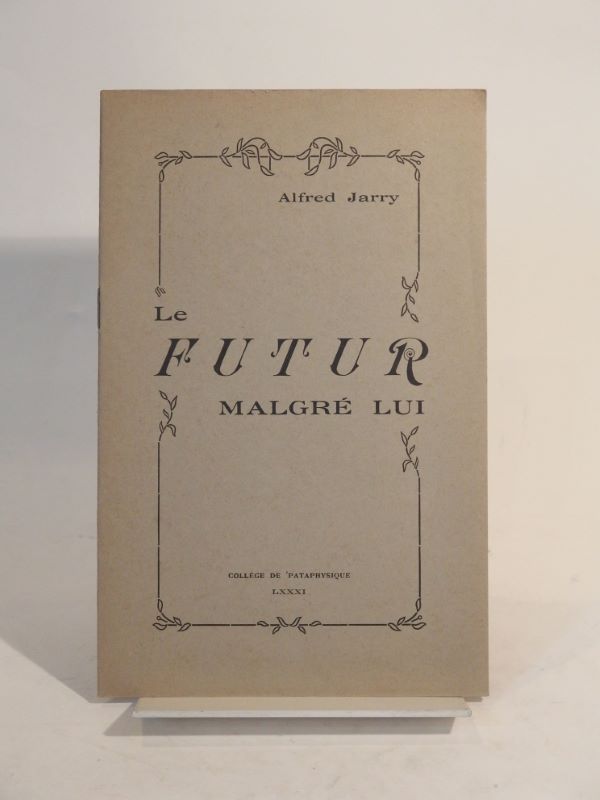 Alfred Jarry
Le
FUTUR
MALGRÉ LUI
COLLÈGE DE 'PATAPHYSIQUE
LXXXI